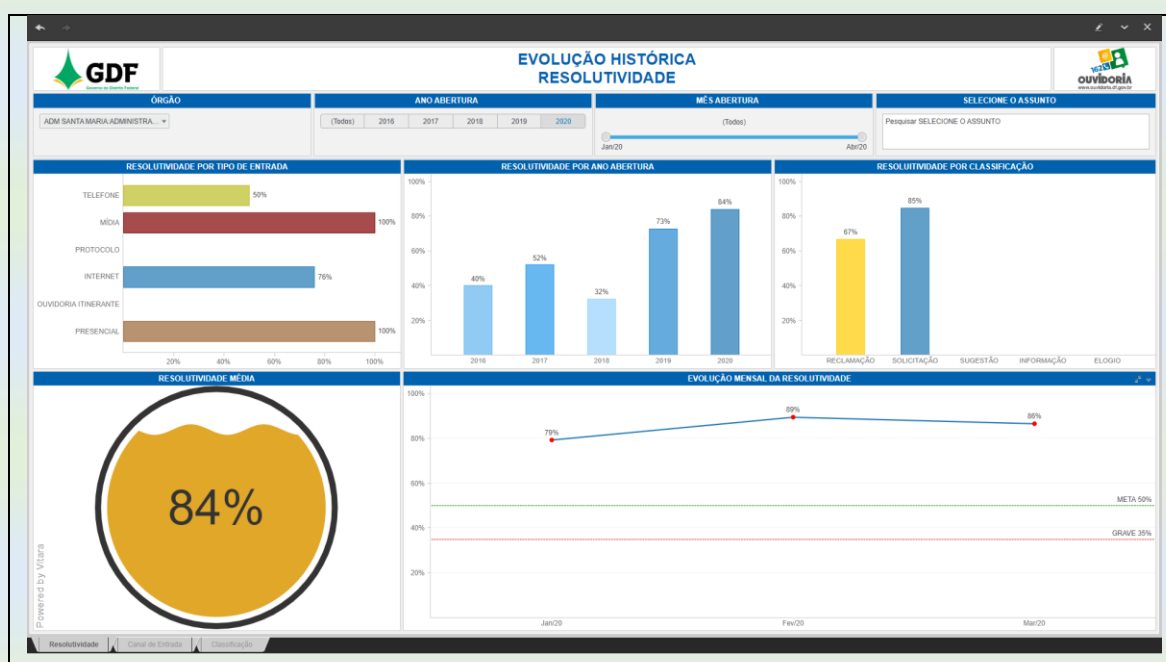 GDF
Governo do Distrito Federal
EVOLUÇÃO HISTÓRICA
RESOLUTIVIDADE
162
OUVIDORIA
www.ouvidoria.df.gov.br
ÓRGÃO
ANO ABERTURA
MÊS ABERTURA
SELECIONE O ASSUNTO
ADM SANTA MARIA:ADMINISTRA...
(Todos) 2016 2017 2018 2019 2020
(Todos)
Jan/20 Abr/20
Pesquisar SELECIONE O ASSUNTO
RESOLUTIVIDADE POR TIPO DE ENTRADA
TELEFONE 50%
MÍDIA 100%
PROTOCOLO
INTERNET 76%
OUVIDORIA ITINERANTE
PRESENCIAL 100%
20% 40% 60% 80% 100%
RESOLUTIVIDADE POR ANO ABERTURA
100%
80%
60%
40%
20%
40% 52% 32% 73% 84%
2016 2017 2018 2019 2020
RESOLUITIVIDADE POR CLASSIFICAÇÃO
100%
80%
60%
40%
20%
67% 85%
RECLAMAÇÃO SOLICITAÇÃO SUGESTÃO INFORMAÇÃO ELOGIO
RESOLUTIVIDADE MÉDIA
84%
Powered by Vitara
EVOLUÇÃO MENSAL DA RESOLUTIVIDADE
100%
80%
60%
40%
20%
79% 89% 86%
META 50%
GRAVE 35%
Jan/20 Fev/20 Mar/20
Resolutividade Canal de Entrada Classificação